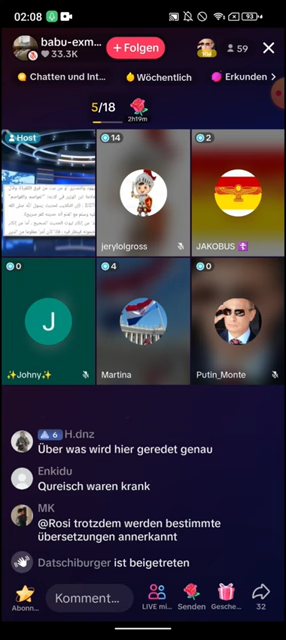 02:08
93
babu-exm...
33.3K
+ Folgen
59
Chatten und Int...
Wöchentlich
Erkunden >
5/18
2h19m
Host
14
2
jerylolgross
JAKOBUS
0
4
0
J
✨Johny✨
Martina
Putin_Monte
6 H.dnz
Über was wird hier geredet genau
Enkidu
Qureisch waren krank
MK
@Rosi trotzdem werden bestimmte
übersetzungen annerkannt
Datschiburger ist beigetreten
Abonn...
Komment...
LIVE mi...
Senden
Gesche...
32